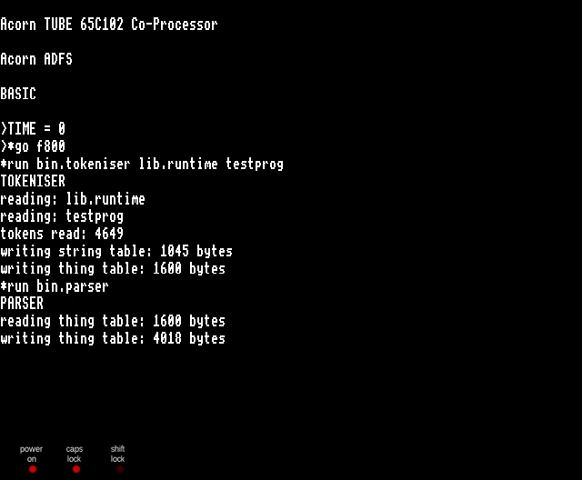 Acorn TUBE 65C102 Co-Processor
Acorn ADFS
BASIC
>TIME = 0
>*go f800
*run bin.tokeniser lib.runtime testprog
TOKENISER
reading: lib.runtime
reading: testprog
tokens read: 4649
writing string table: 1045 bytes
writing thing table: 1600 bytes
*run bin.parser
PARSER
reading thing table: 1600 bytes
writing thing table: 4018 bytes
power on
caps lock
shift lock